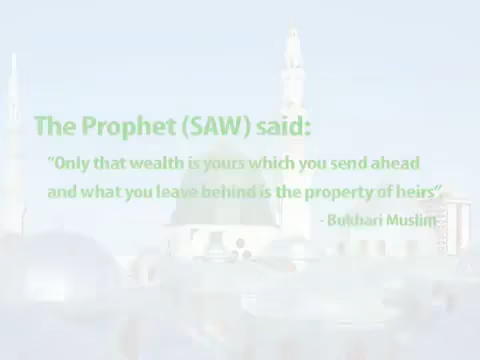 The Prophet (SAW) said:
“Only that wealth is yours which you send ahead
and what you leave behind is the property of heirs”
- Bukhari Muslim